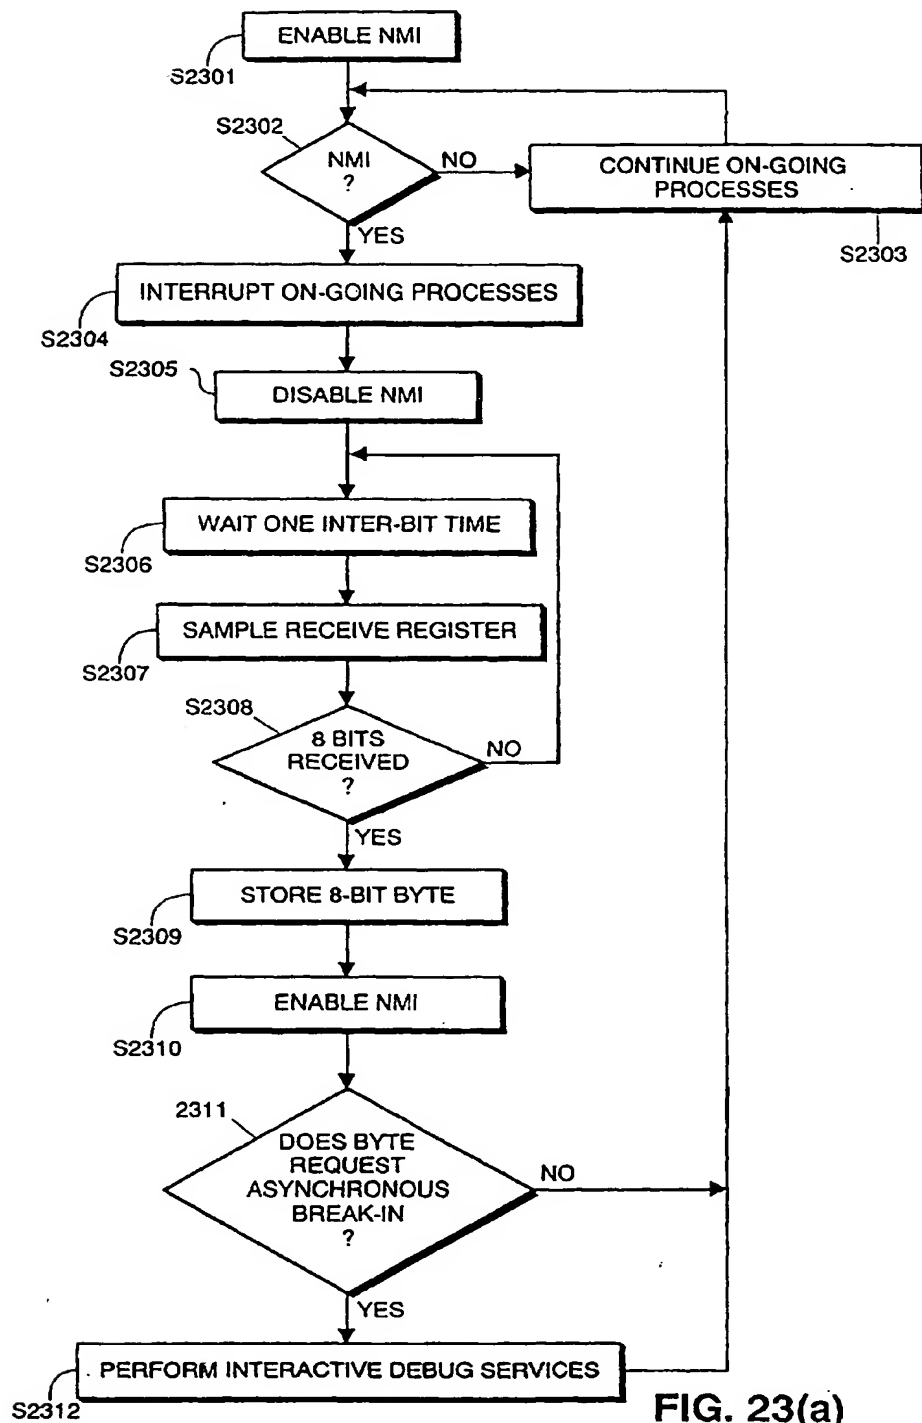 ENABLE NMI
S2301
S2302
NMI
?
NO
CONTINUE ON-GOING
PROCESSES
S2303
YES
INTERRUPT ON-GOING PROCESSES
S2304
S2305
DISABLE NMI
WAIT ONE INTER-BIT TIME
S2306
SAMPLE RECEIVE REGISTER
S2307
S2308
8 BITS
RECEIVED
?
NO
YES
STORE 8-BIT BYTE
S2309
ENABLE NMI
S2310
2311
DOES BYTE
REQUEST
ASYNCHRONOUS
BREAK-IN
?
NO
YES
PERFORM INTERACTIVE DEBUG SERVICES
S2312
FIG. 23(a)